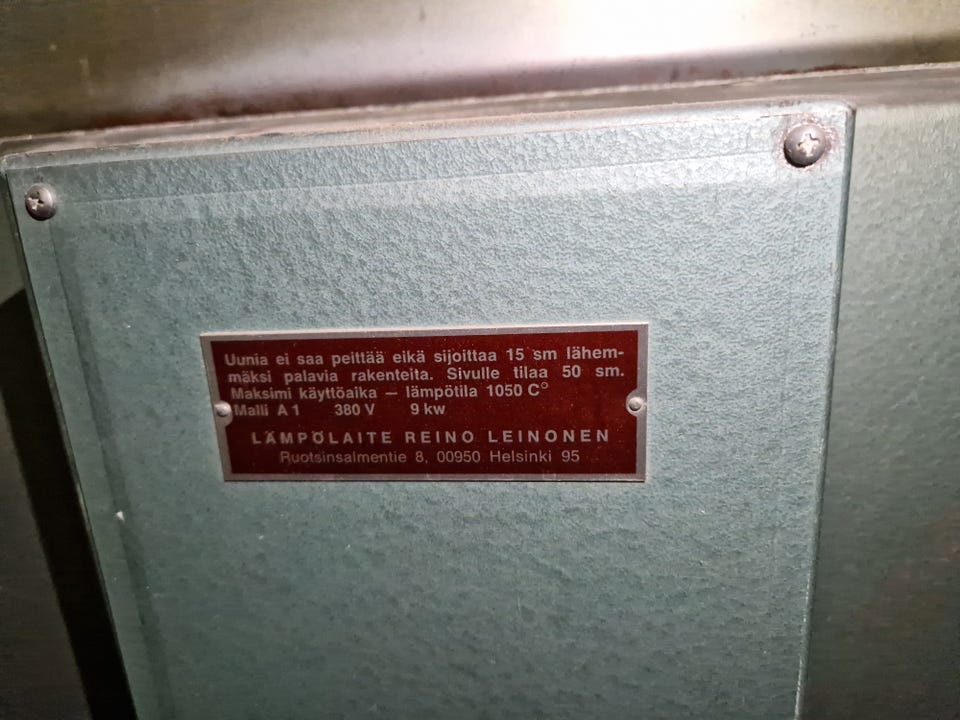 Uunia ei saa peittää eikä sijoittaa 15 sm lähem-
mäksi palavia rakenteita. Sivulle tilaa 50 sm.
Maksimi käyttöaika — lämpötila 1050 C°
Malli A 1 380 V 9 kw
LÄMPÖLAITE REINO LEINONEN
Ruotsinsalmentie 8, 00950 Helsinki 95